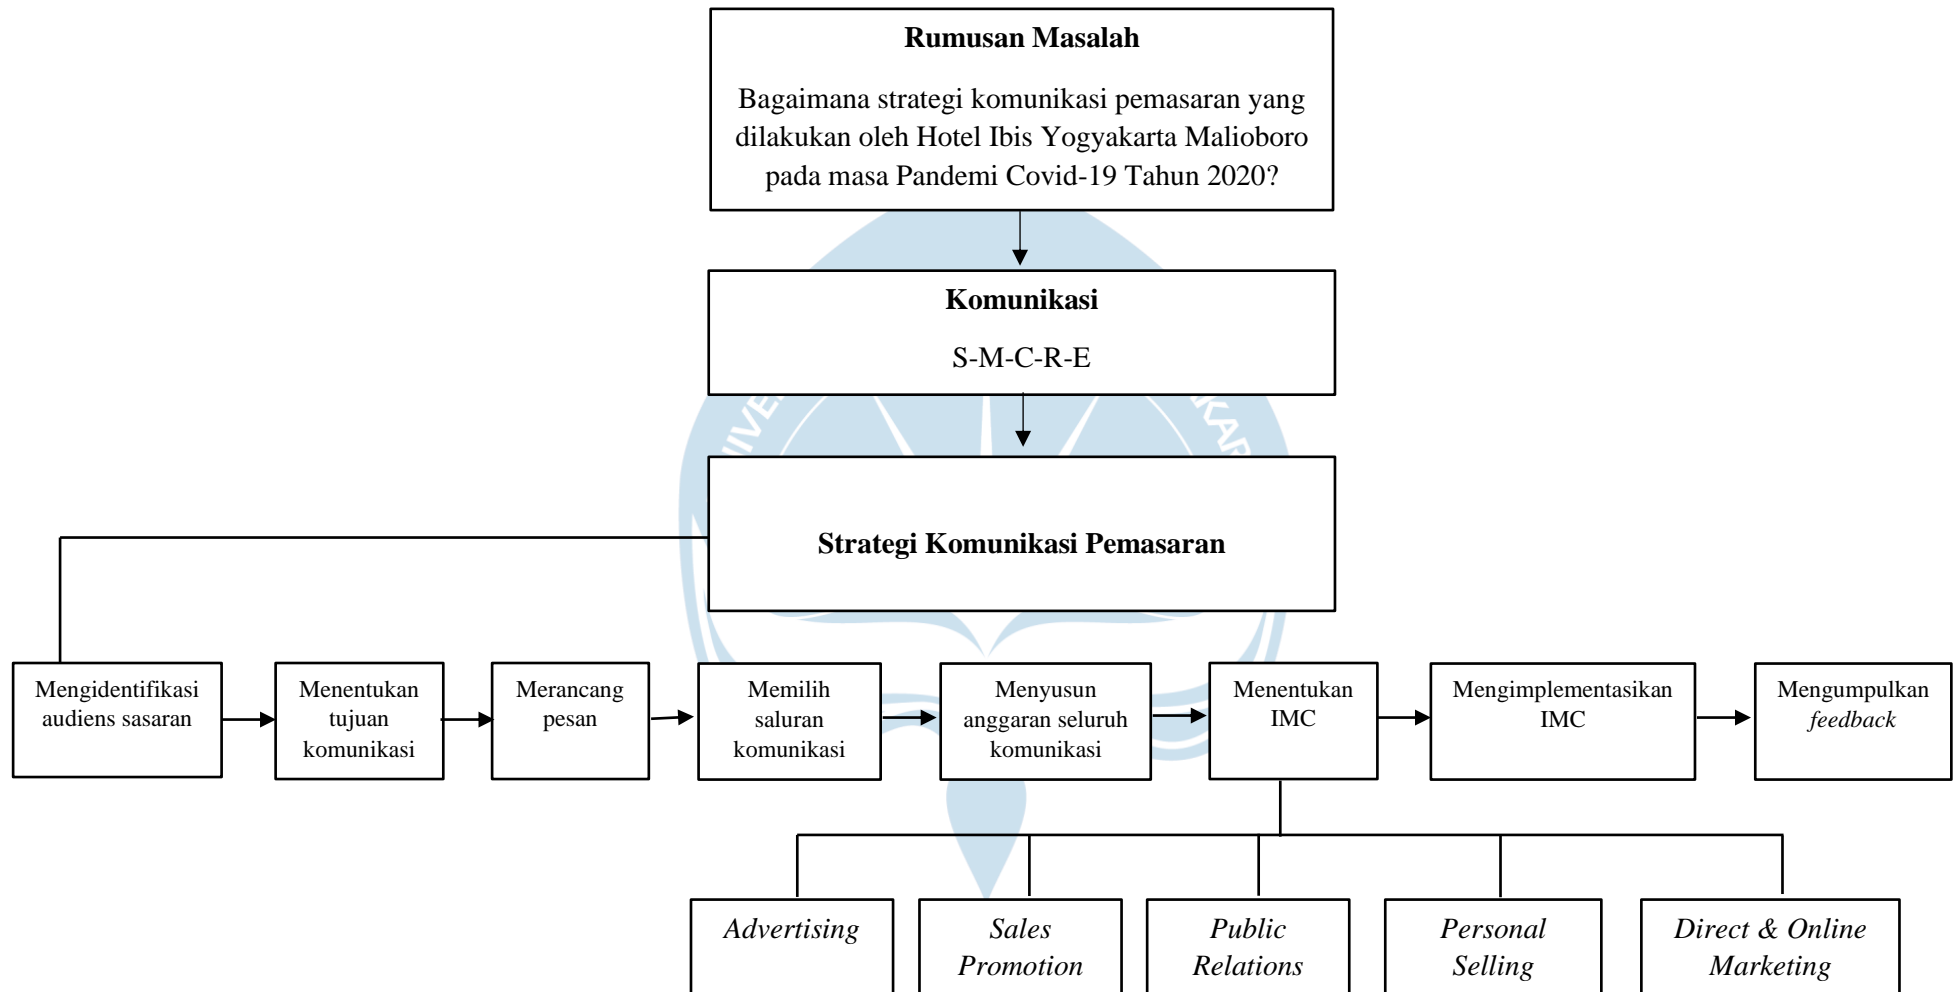 Rumusan Masalah
Bagaimana strategi komunikasi pemasaran yang
dilakukan oleh Hotel Ibis Yogyakarta Malioboro
pada masa Pandemi Covid-19 Tahun 2020?
Komunikasi
S-M-C-R-E
Strategi Komunikasi Pemasaran
Mengidentifikasi
audiens sasaran
Menentukan
tujuan
komunikasi
Merancang
pesan
Memilih
saluran
komunikasi
Menyusun
anggaran seluruh
komunikasi
Menentukan
IMC
Mengimplementasikan
IMC
Mengumpulkan
feedback
Advertising
Sales
Promotion
Public
Relations
Personal
Selling
Direct & Online
Marketing